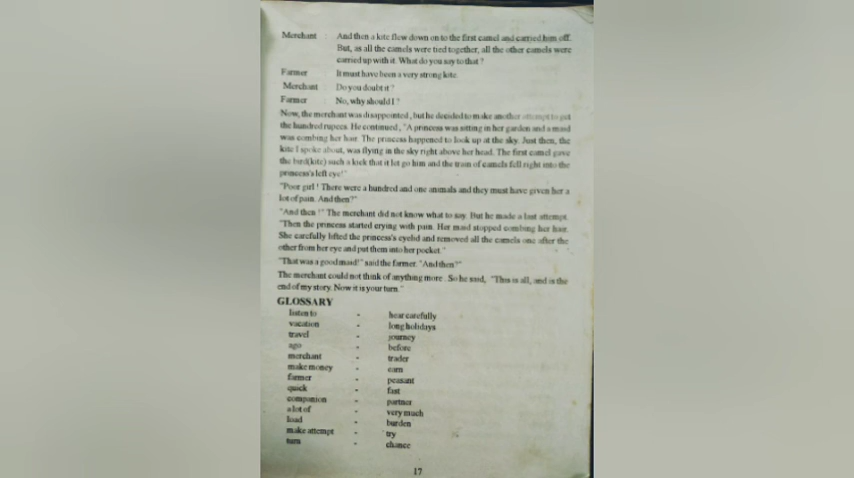 Merchant : And then a kite flew down on to the first camel and carried him off.
But, as all the camels were tied together, all the other camels were
carried up with it. What do you say to that ?
Farmer : It must have been a very strong kite.
Merchant : Do you doubt it ?
Farmer : No, why should I ?
Now, the merchant was disappointed, but he decided to make another attempt to get
the hundred rupees. He continued, "A princess was sitting in her garden and a maid
was combing her hair. The princess happened to look up at the sky. Just then, the
kite I spoke about, was flying in the sky right above her head. The first camel gave
the bird(kite) such a kick that it let go him and the train of camels fell right into the
princess's left eye!"
"Poor girl ! There were a hundred and one animals and they must have given her a
lot of pain. And then?"
"And then !" The merchant did not know what to say. But he made a last attempt.
"Then the princess started crying with pain. Her maid stopped combing her hair.
She carefully lifted the princess's eyelid and removed all the camels one after the
other from her eye and put them into her pocket."
"That was a good maid!" said the farmer. "And then?"
The merchant could not think of anything more . So he said, "This is all, and is the
end of my story. Now it is your turn."
GLOSSARY
listen to - hear carefully
vacation - long holidays
travel - journey
ago - before
merchant - trader
make money - earn
farmer - peasant
quick - fast
companion - partner
a lot of - very much
load - burden
make attempt - try
turn - chance
17